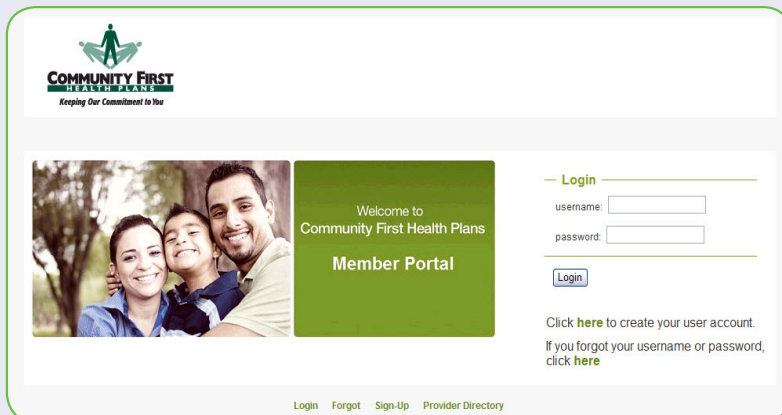 COMMUNITY FIRST
HEALTH PLANS
Keeping Our Commitment to You
Welcome to
Community First Health Plans
Member Portal
Login
username:
password:
Login
Click here to create your user account.
If you forgot your username or password,
click here
Login Forgot Sign-Up Provider Directory